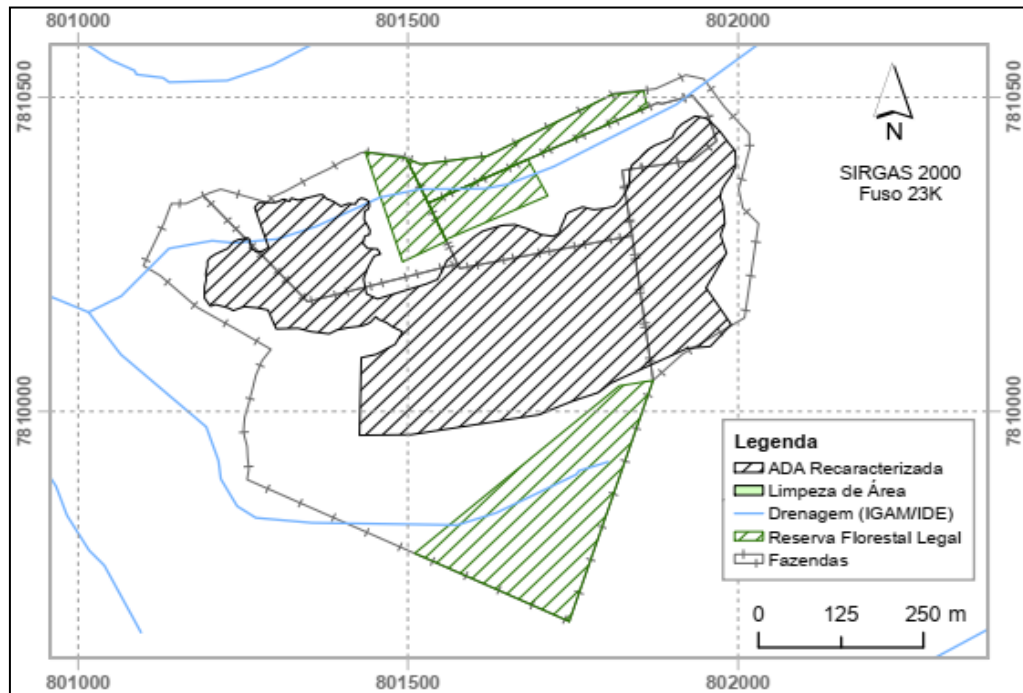 801000 801500 802000
7810500 7810500
N
SIRGAS 2000
Fuso 23K
7810000 7810000
Legenda
ADA Recaracterizada
Limpeza de Área
Drenagem (IGAM/IDE)
Reserva Florestal Legal
Fazendas
0 125 250 m
801000 801500 802000